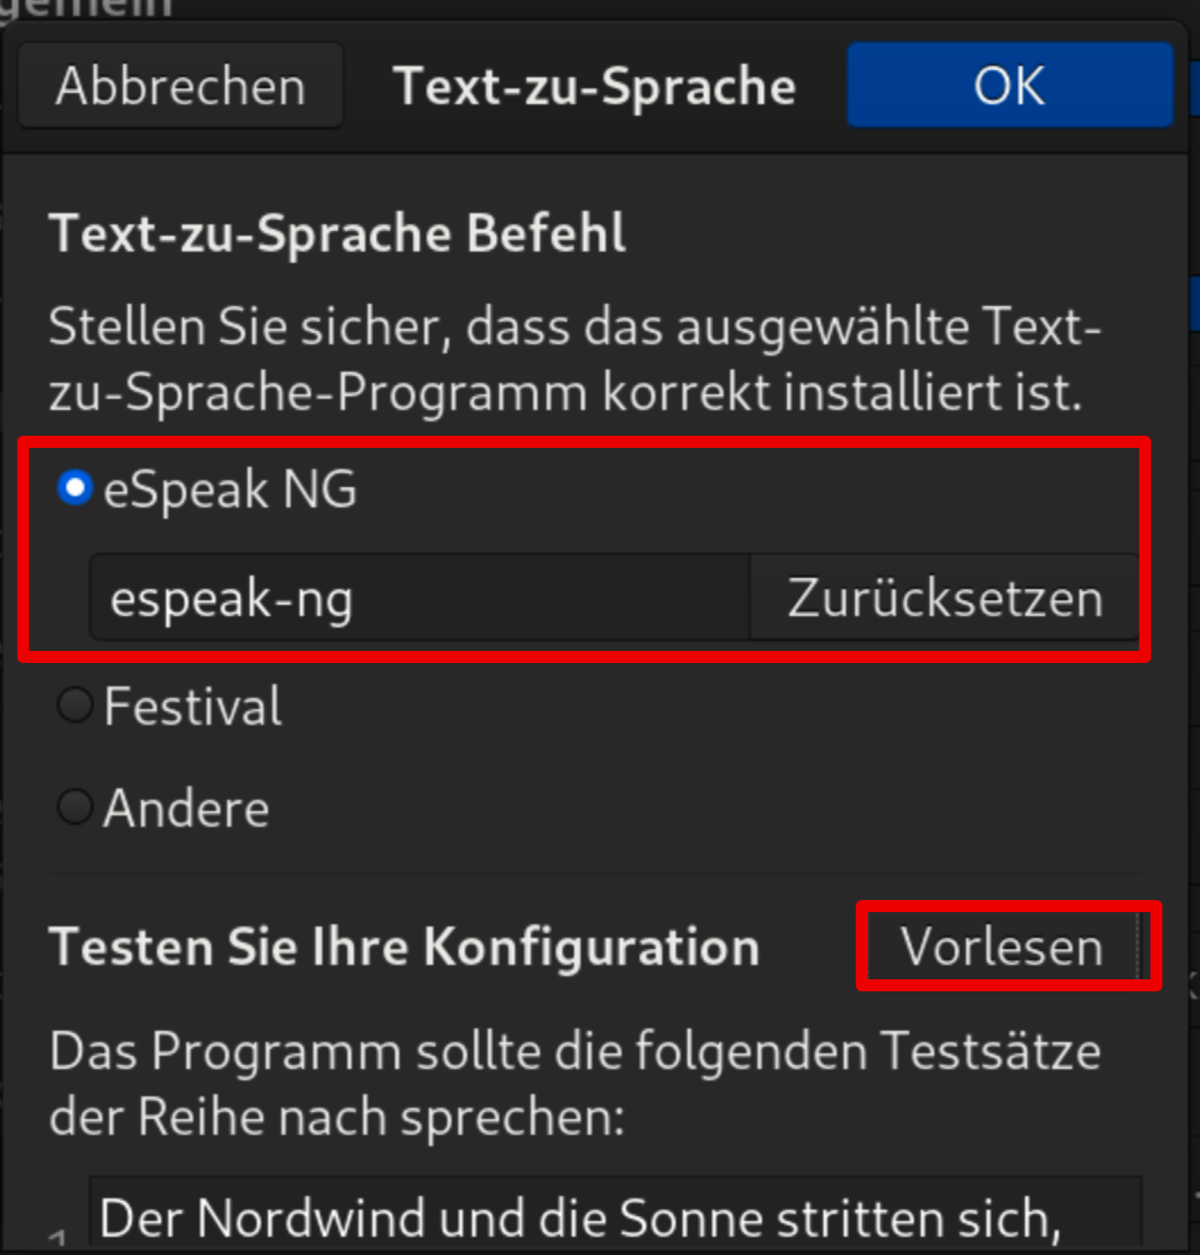 Abbrechen Text-zu-Sprache OK
Text-zu-Sprache Befehl
Stellen Sie sicher, dass das ausgewählte Text-
zu-Sprache-Programm korrekt installiert ist.
eSpeak NG
espeak-ng Zurücksetzen
Festival
Andere
Testen Sie Ihre Konfiguration Vorlesen
Das Programm sollte die folgenden Testsätze
der Reihe nach sprechen:
1 Der Nordwind und die Sonne stritten sich,